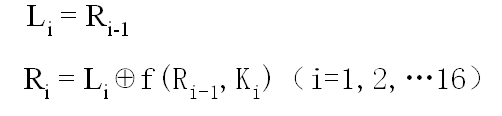 Lᵢ = Rᵢ₋₁
Rᵢ = Lᵢ⊕f(Rᵢ₋₁, Kᵢ)（i=1, 2, ⋯16）